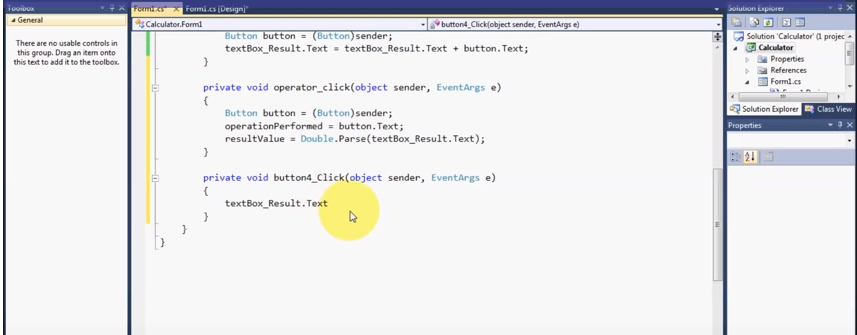 Toolbox
General
There are no usable controls in
this group. Drag an item onto
this text to add it to the toolbox.
Form1.cs* Form1.cs [Design]*
Calculator.Form1 button4_Click(object sender, EventArgs e)
Button button = (Button)sender;
textBox_Result.Text = textBox_Result.Text + button.Text;
}
private void operator_click(object sender, EventArgs e)
{
Button button = (Button)sender;
operationPerformed = button.Text;
resultValue = Double.Parse(textBox_Result.Text);
}
private void button4_Click(object sender, EventArgs e)
{
textBox_Result.Text
}
}
}
Solution Explorer
Solution 'Calculator' (1 projec
Calculator
Properties
References
Form1.cs
Solution Explorer Class View
Properties